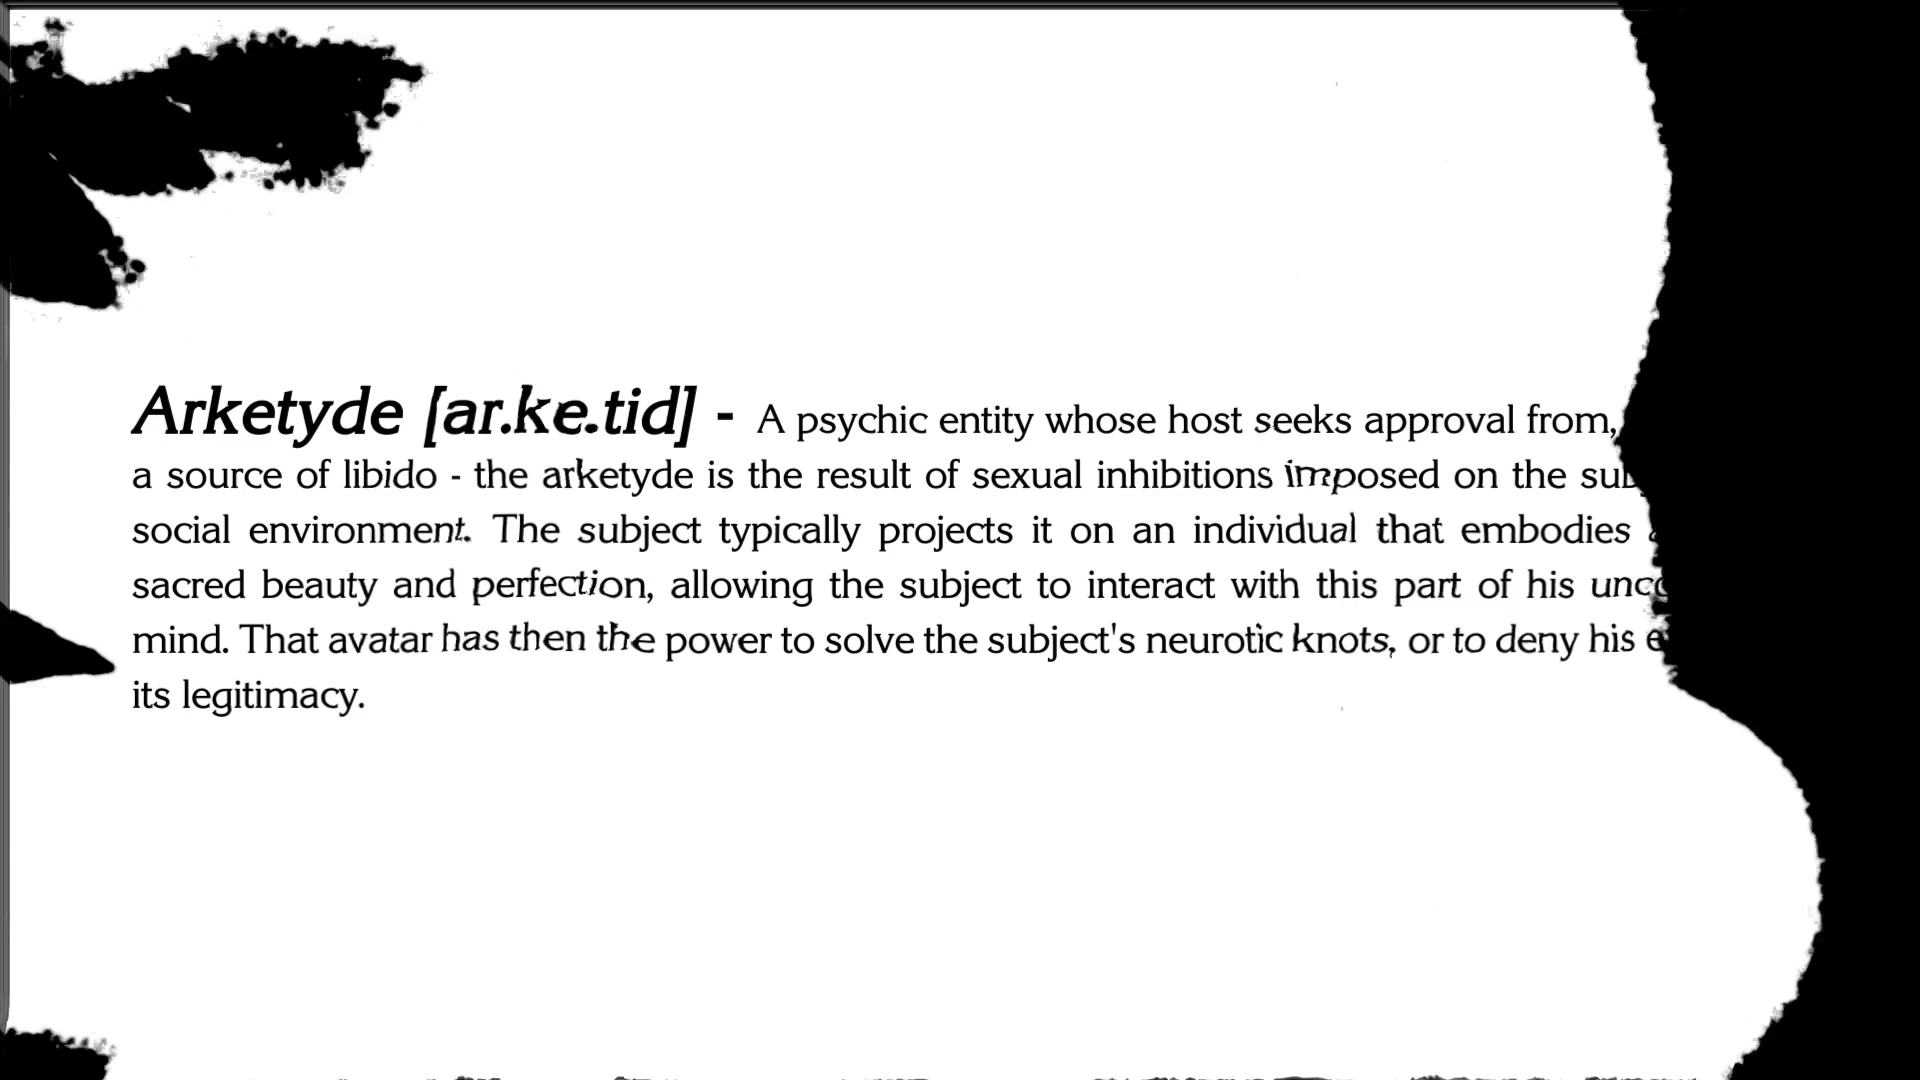 Arketyde [ar.ke.tid] - A psychic entity whose host seeks approval from,
a source of libido - the arketyde is the result of sexual inhibitions imposed on the
social environment. The subject typically projects it on an individual that embodies
sacred beauty and perfection, allowing the subject to interact with this part of his
mind. That avatar has then the power to solve the subject's neurotic knots, or to deny his
its legitimacy.